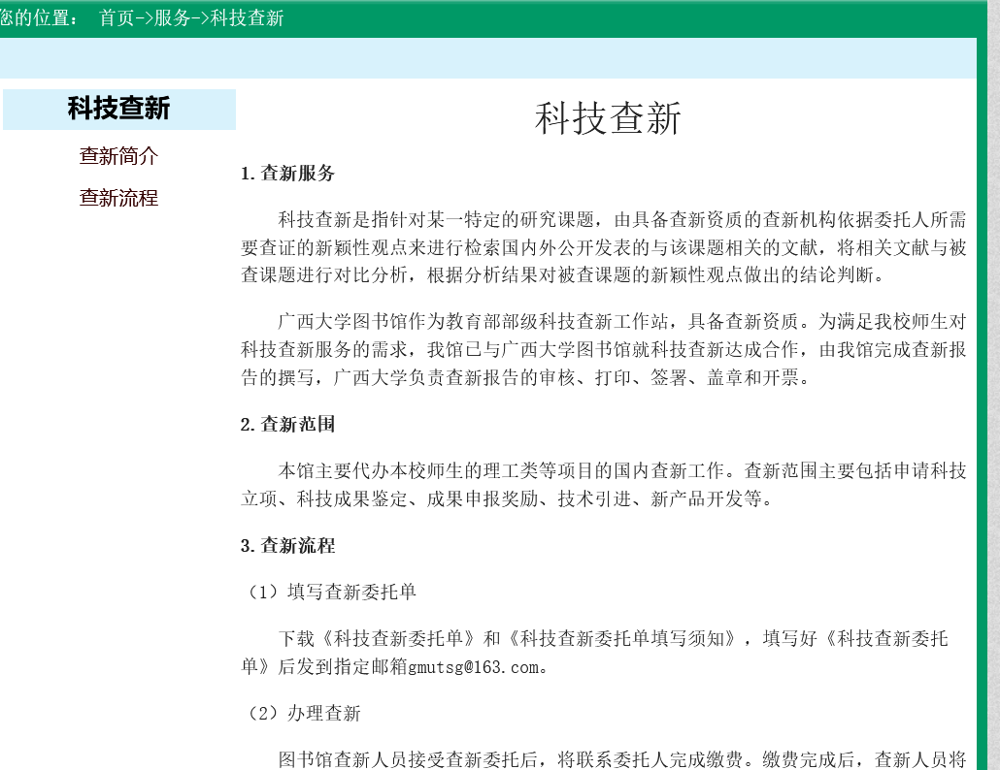 您的位置： 首页->服务->科技查新
科技查新
查新简介
查新流程
科技查新
1.查新服务
科技查新是指针对某一特定的研究课题，由具备查新资质的查新机构依据委托人所需
要查证的新颖性观点来进行检索国内外公开发表的与该课题相关的文献，将相关文献与被
查课题进行对比分析，根据分析结果对被查课题的新颖性观点做出的结论判断。
广西大学图书馆作为教育部部级科技查新工作站，具备查新资质。为满足我校师生对
科技查新服务的需求，我馆已与广西大学图书馆就科技查新达成合作，由我馆完成查新报
告的撰写，广西大学负责查新报告的审核、打印、签署、盖章和开票。
2.查新范围
本馆主要代办本校师生的理工类等项目的国内查新工作。查新范围主要包括申请科技
立项、科技成果鉴定、成果申报奖励、技术引进、新产品开发等。
3.查新流程
（1）填写查新委托单
下载《科技查新委托单》和《科技查新委托单填写须知》，填写好《科技查新委托
单》后发到指定邮箱gmutsg@163.com。
（2）办理查新
图书馆查新人员接受查新委托后，将联系委托人完成缴费。缴费完成后，查新人员将